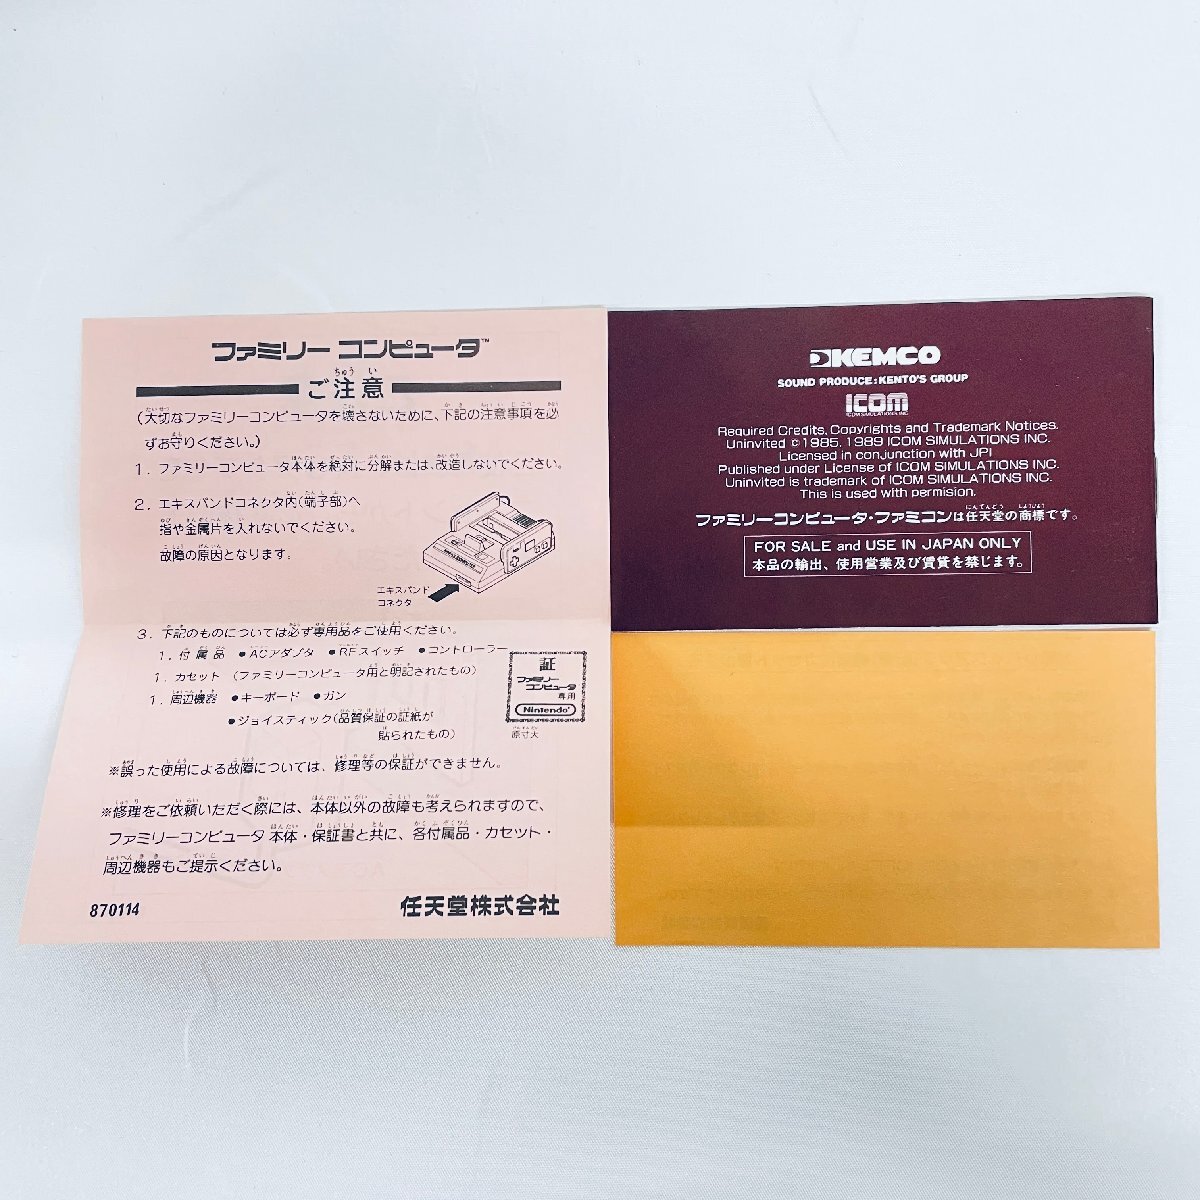 ファミリー コンピュータ™
ご注意
(大切なファミリーコンピュータを壊さないために、下記の注意事項を必
ずお守りください。)
1. ファミリーコンピュータ本体を絶対に分解または、改造しないでください。
2. エキスパンドコネクタ内(端子部)へ
指や金属片を入れないでください。
故障の原因となります。
エキスパンド
コネクタ
3. 下記のものについては必ず専用品をご使用ください。
1. 付属品 ●ACアダプタ ●RFスイッチ ●コントローラー
1. カセット (ファミリーコンピュータ用と明記されたもの)
1. 周辺機器 ●キーボード ●ガン
●ジョイスティック(品質保証の証紙が
貼られたもの)
証
ファミリー
コンピュータ
専用
Nintendo
原寸大
※誤った使用による故障については、修理等の保証ができません。
※修理をご依頼いただく際には、本体以外の故障も考えられますので、
ファミリーコンピュータ本体・保証書と共に、各付属品・カセット・
周辺機器もご提示ください。
870114
任天堂株式会社
KEMCO
SOUND PRODUCE: KENTO'S GROUP
ICOM
ICOM SIMULATIONS INC
Required Credits, Copyrights and Trademark Notices.
Uninvited ©1985, 1989 ICOM SIMULATIONS INC.
Licensed in conjunction with JPI
Published under License of ICOM SIMULATIONS INC.
Uninvited is trademark of ICOM SIMULATIONS INC.
This is used with permision.
ファミリーコンピュータ・ファミコンは任天堂の商標です。
FOR SALE and USE IN JAPAN ONLY
本品の輸出、使用営業及び賃貸を禁じます。